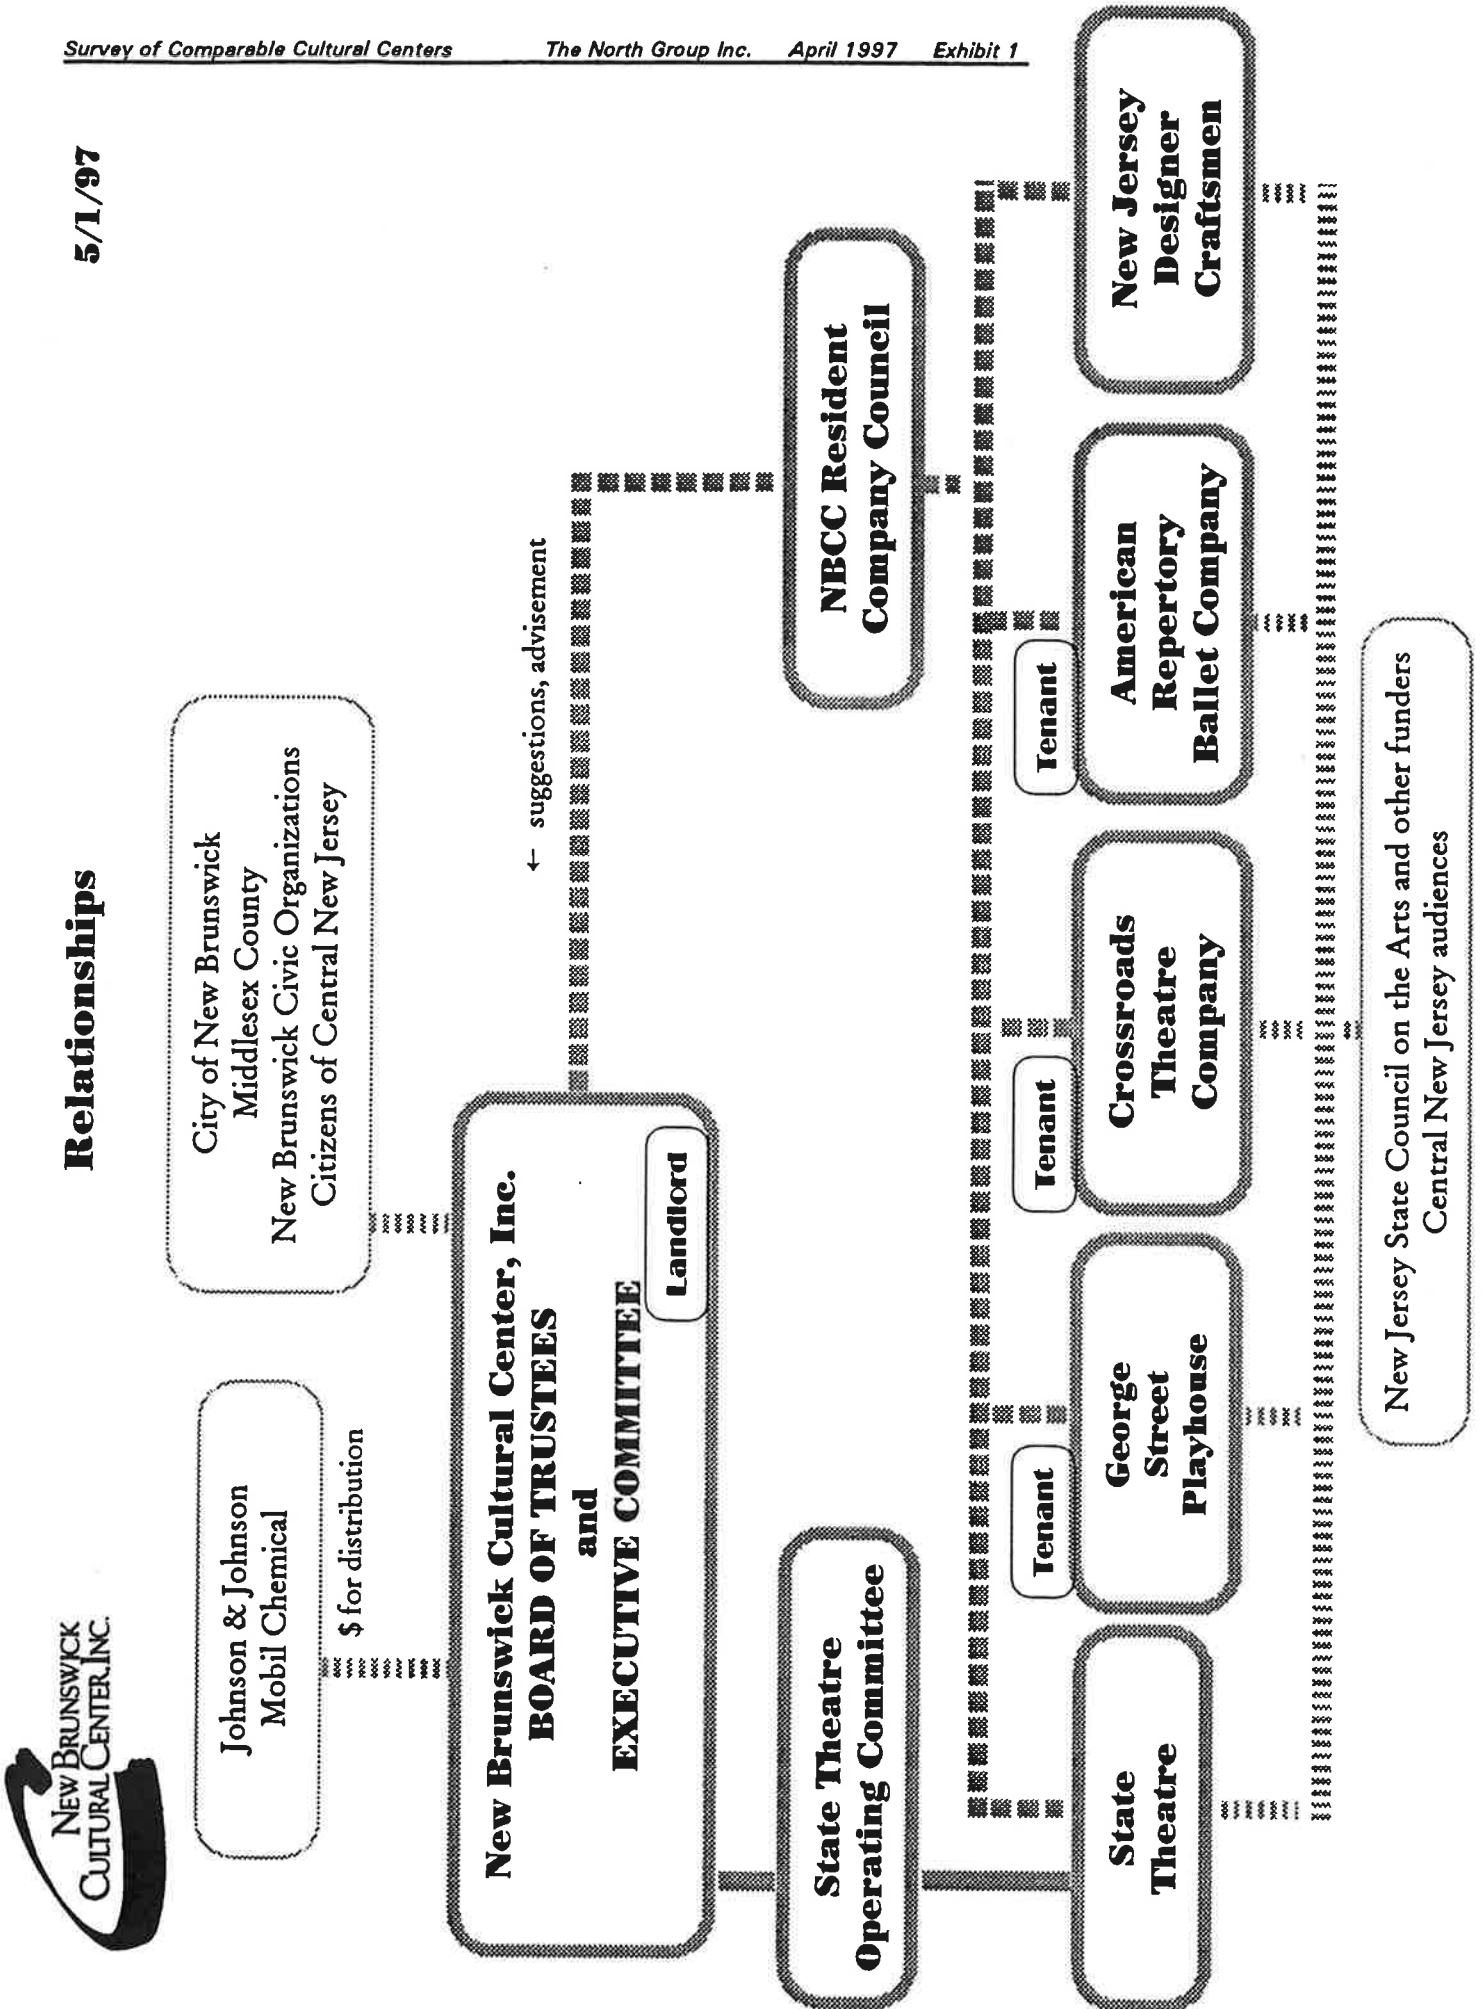 Survey of Comparable Cultural Centers The North Group Inc. April 1997 Exhibit 1
NEW BRUNSWICK
CULTURAL CENTER, INC.
Relationships
5/1/97
Johnson & Johnson
Mobil Chemical
$ for distribution
City of New Brunswick
Middlesex County
New Brunswick Civic Organizations
Citizens of Central New Jersey
New Brunswick Cultural Center, Inc.
BOARD OF TRUSTEES
and
EXECUTIVE COMMITTEE
Landlord
← suggestions, advisement
State Theatre
Operating Committee
NBCC Resident
Company Council
State
Theatre
Tenant
George
Street
Playhouse
Tenant
Crossroads
Theatre
Company
Tenant
American
Repertory
Ballet Company
New Jersey
Designer
Craftsmen
New Jersey State Council on the Arts and other funders
Central New Jersey audiences